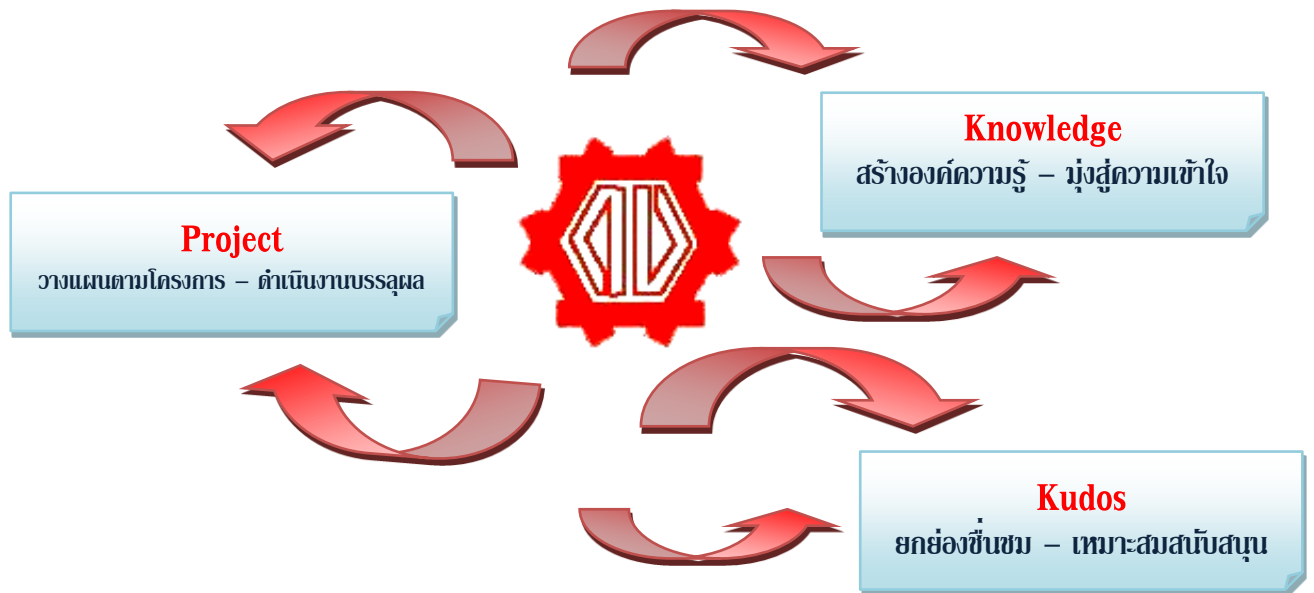 Knowledge
สร้างองค์ความรู้ – มุ่งสู่ความเข้าใจ
Project
วางแผนตามโครงการ – ดำเนินงานบรรลุผล
Kudos
ยกย่องชื่นชม – เหมาะสมสนับสนุน